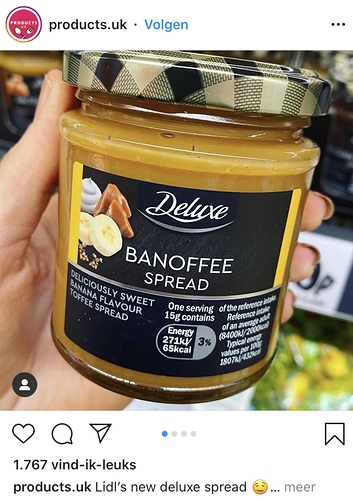 PRODUCTS
products.uk · Volgen
Deluxe
BANOFFEE
SPREAD
DELICIOUSLY SWEET
BANANA FLAVOUR
TOFFEE SPREAD
One serving
15g contains
Energy
271kJ/
65kcal
3%
of the reference intake.
Reference intake
of an average adult
(8400kJ/2000kcal)
Typical energy
values per 100g:
1807kJ/432kcal
1.767 vind-ik-leuks
products.uk Lidl's new deluxe spread 😊... meer